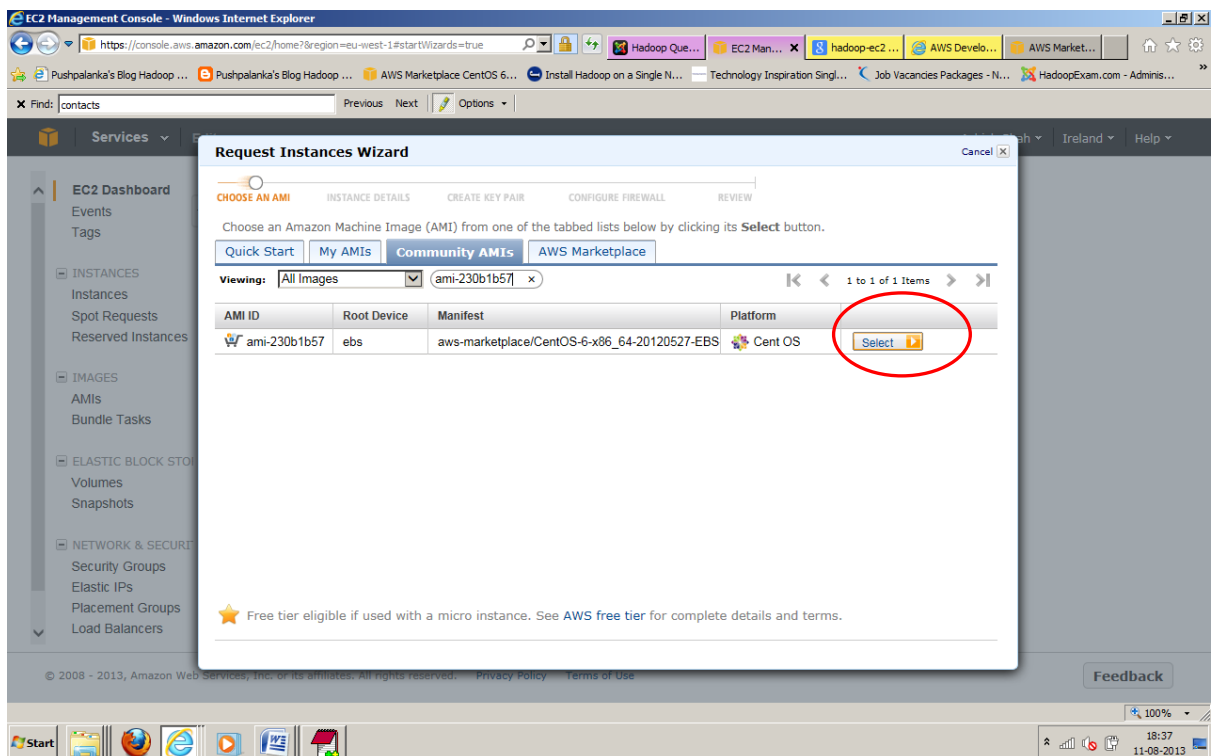 EC2 Management Console - Windows Internet Explorer
https://console.aws.amazon.com/ec2/home?&region=eu-west-1#startWizards=true
Hadoop Que...
EC2 Man...
hadoop-ec2 ...
AWS Develo...
AWS Market...
Pushpalanka's Blog Hadoop ...
Pushpalanka's Blog Hadoop ...
AWS Marketplace CentOS 6...
Install Hadoop on a Single N...
Technology Inspiration Singl...
Job Vacancies Packages - N...
HadoopExam.com - Adminis...
Find: contacts
Previous Next
Options
Services
Ireland
Help
Request Instances Wizard
Cancel
CHOOSE AN AMI
INSTANCE DETAILS
CREATE KEY PAIR
CONFIGURE FIREWALL
REVIEW
Choose an Amazon Machine Image (AMI) from one of the tabbed lists below by clicking its Select button.
Quick Start
My AMIs
Community AMIs
AWS Marketplace
Viewing: All Images
ami-230b1b57
1 to 1 of 1 Items
AMI ID
Root Device
Manifest
Platform
ami-230b1b57
ebs
aws-marketplace/CentOS-6-x86_64-20120527-EBS
Cent OS
Select
Free tier eligible if used with a micro instance. See AWS free tier for complete details and terms.
EC2 Dashboard
Events
Tags
INSTANCES
Instances
Spot Requests
Reserved Instances
IMAGES
AMIs
Bundle Tasks
ELASTIC BLOCK STO
Volumes
Snapshots
NETWORK & SECURI
Security Groups
Elastic IPs
Placement Groups
Load Balancers
© 2008 - 2013, Amazon Web Services, Inc. or its affiliates. All rights reserved.
Privacy Policy
Terms of Use
Feedback
100%
Start
18:37
11-08-2013